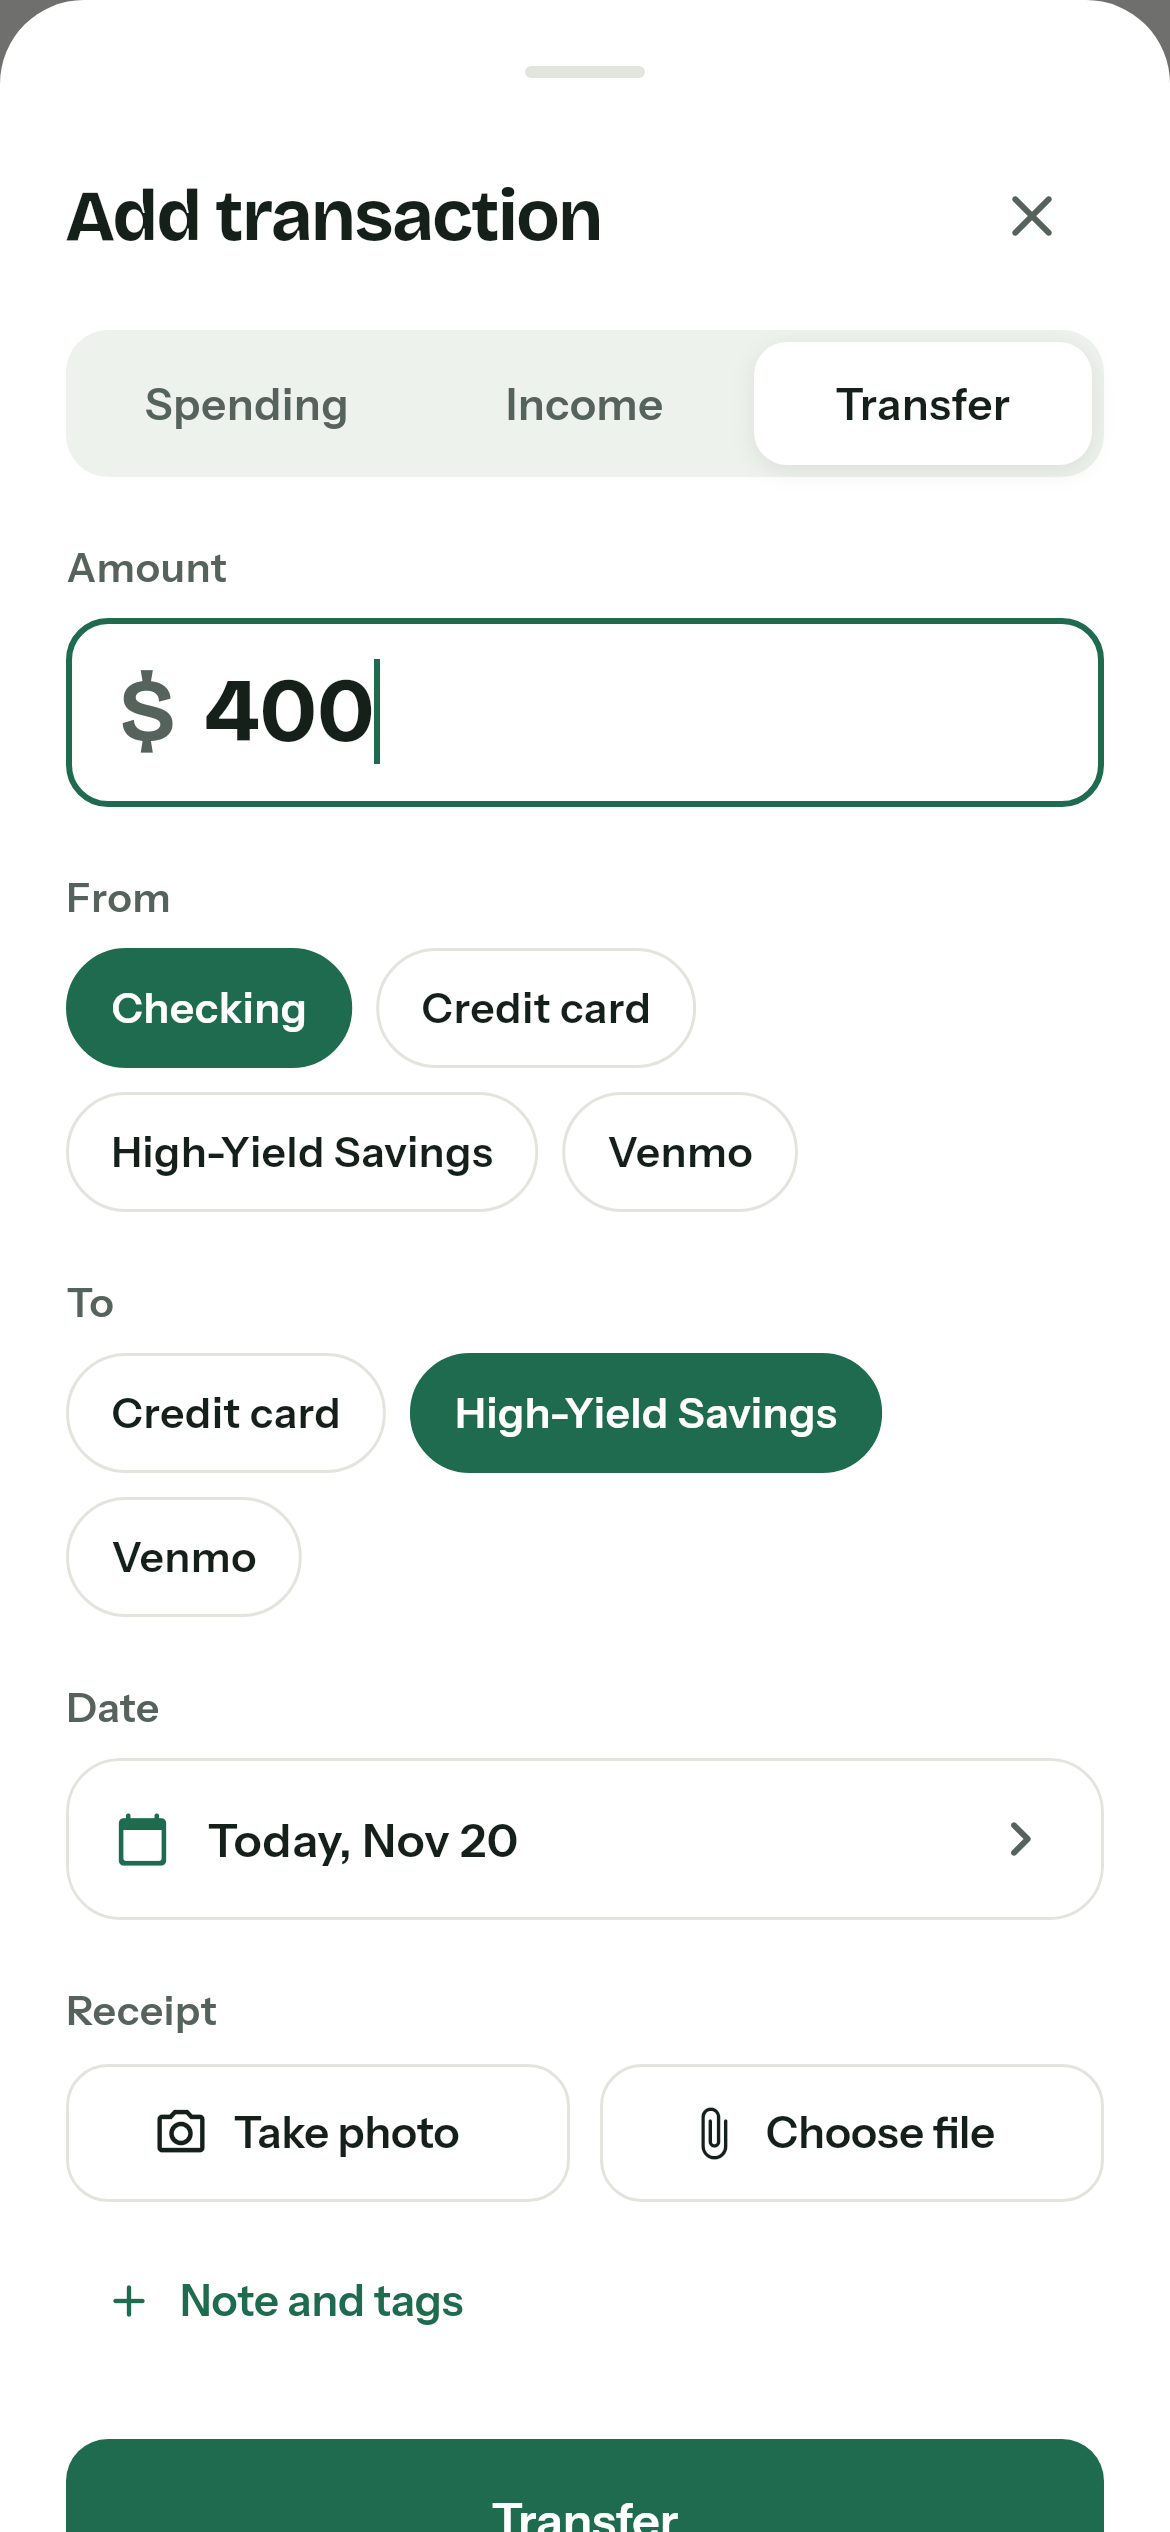 Add transaction
Spending Income Transfer
Amount
$ 400
From
Checking Credit card
High-Yield Savings Venmo
To
Credit card High-Yield Savings
Venmo
Date
Today, Nov 20
Receipt
Take photo Choose file
+ Note and tags
Transfer